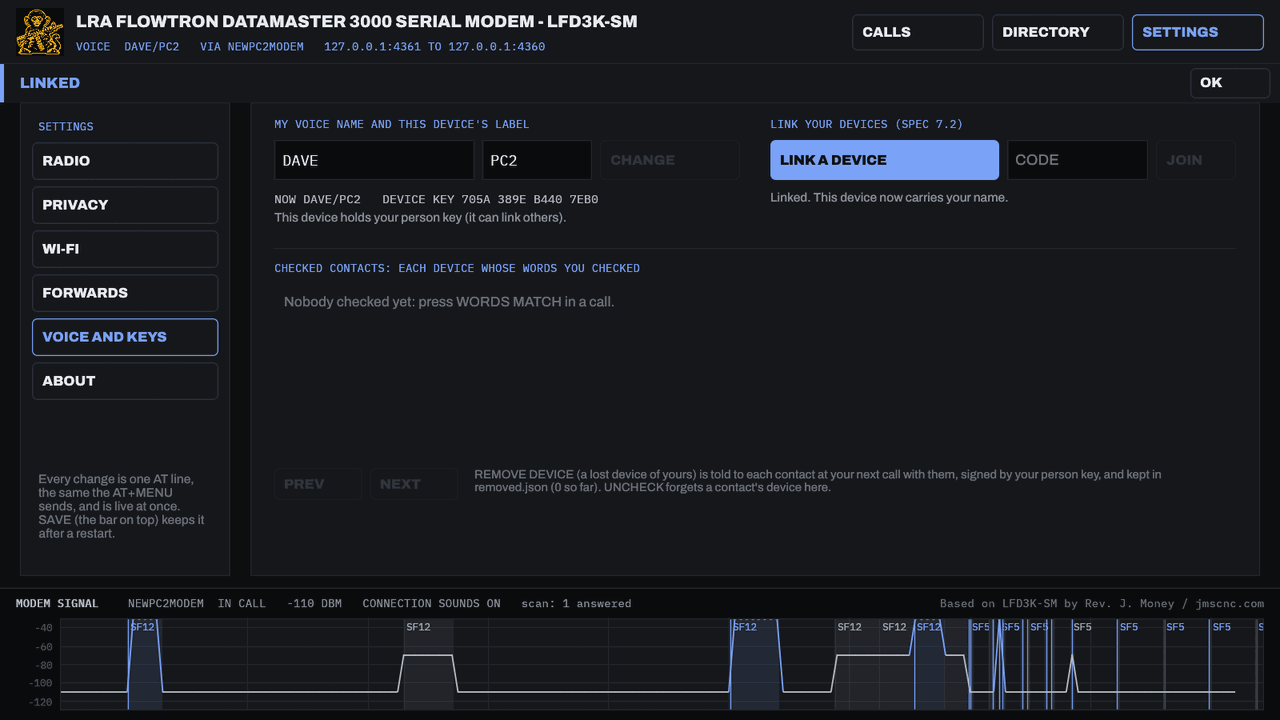 LRA FLOWTRON DATAMASTER 3000 SERIAL MODEM - LFD3K-SM
VOICE DAVE/PC2 VIA NEWPC2MODEM 127.0.0.1:4361 TO 127.0.0.1:4360
CALLS
DIRECTORY
SETTINGS
LINKED
OK
SETTINGS
RADIO
PRIVACY
WI-FI
FORWARDS
VOICE AND KEYS
ABOUT
Every change is one AT line,
the same the AT+MENU
sends, and is live at once.
SAVE (the bar on top) keeps it
after a restart.
MY VOICE NAME AND THIS DEVICE'S LABEL
DAVE
PC2
CHANGE
NOW DAVE/PC2 DEVICE KEY 705A 389E B440 7EB0
This device holds your person key (it can link others).
LINK YOUR DEVICES (SPEC 7.2)
LINK A DEVICE
CODE
JOIN
Linked. This device now carries your name.
CHECKED CONTACTS: EACH DEVICE WHOSE WORDS YOU CHECKED
Nobody checked yet: press WORDS MATCH in a call.
PREV
NEXT
REMOVE DEVICE (a lost device of yours) is told to each contact at your next call with them, signed by your person key, and kept in
removed.json (0 so far). UNCHECK forgets a contact's device here.
MODEM SIGNAL NEWPC2MODEM IN CALL -110 DBM CONNECTION SOUNDS ON scan: 1 answered
Based on LFD3K-SM by Rev. J. Money / jmscnc.com
SF12 SF12 SF12 SF12 SF12 SF12 SF5 SF5 SF5 SF5 SF5 SF5 SF5
-40
-60
-80
-100
-120